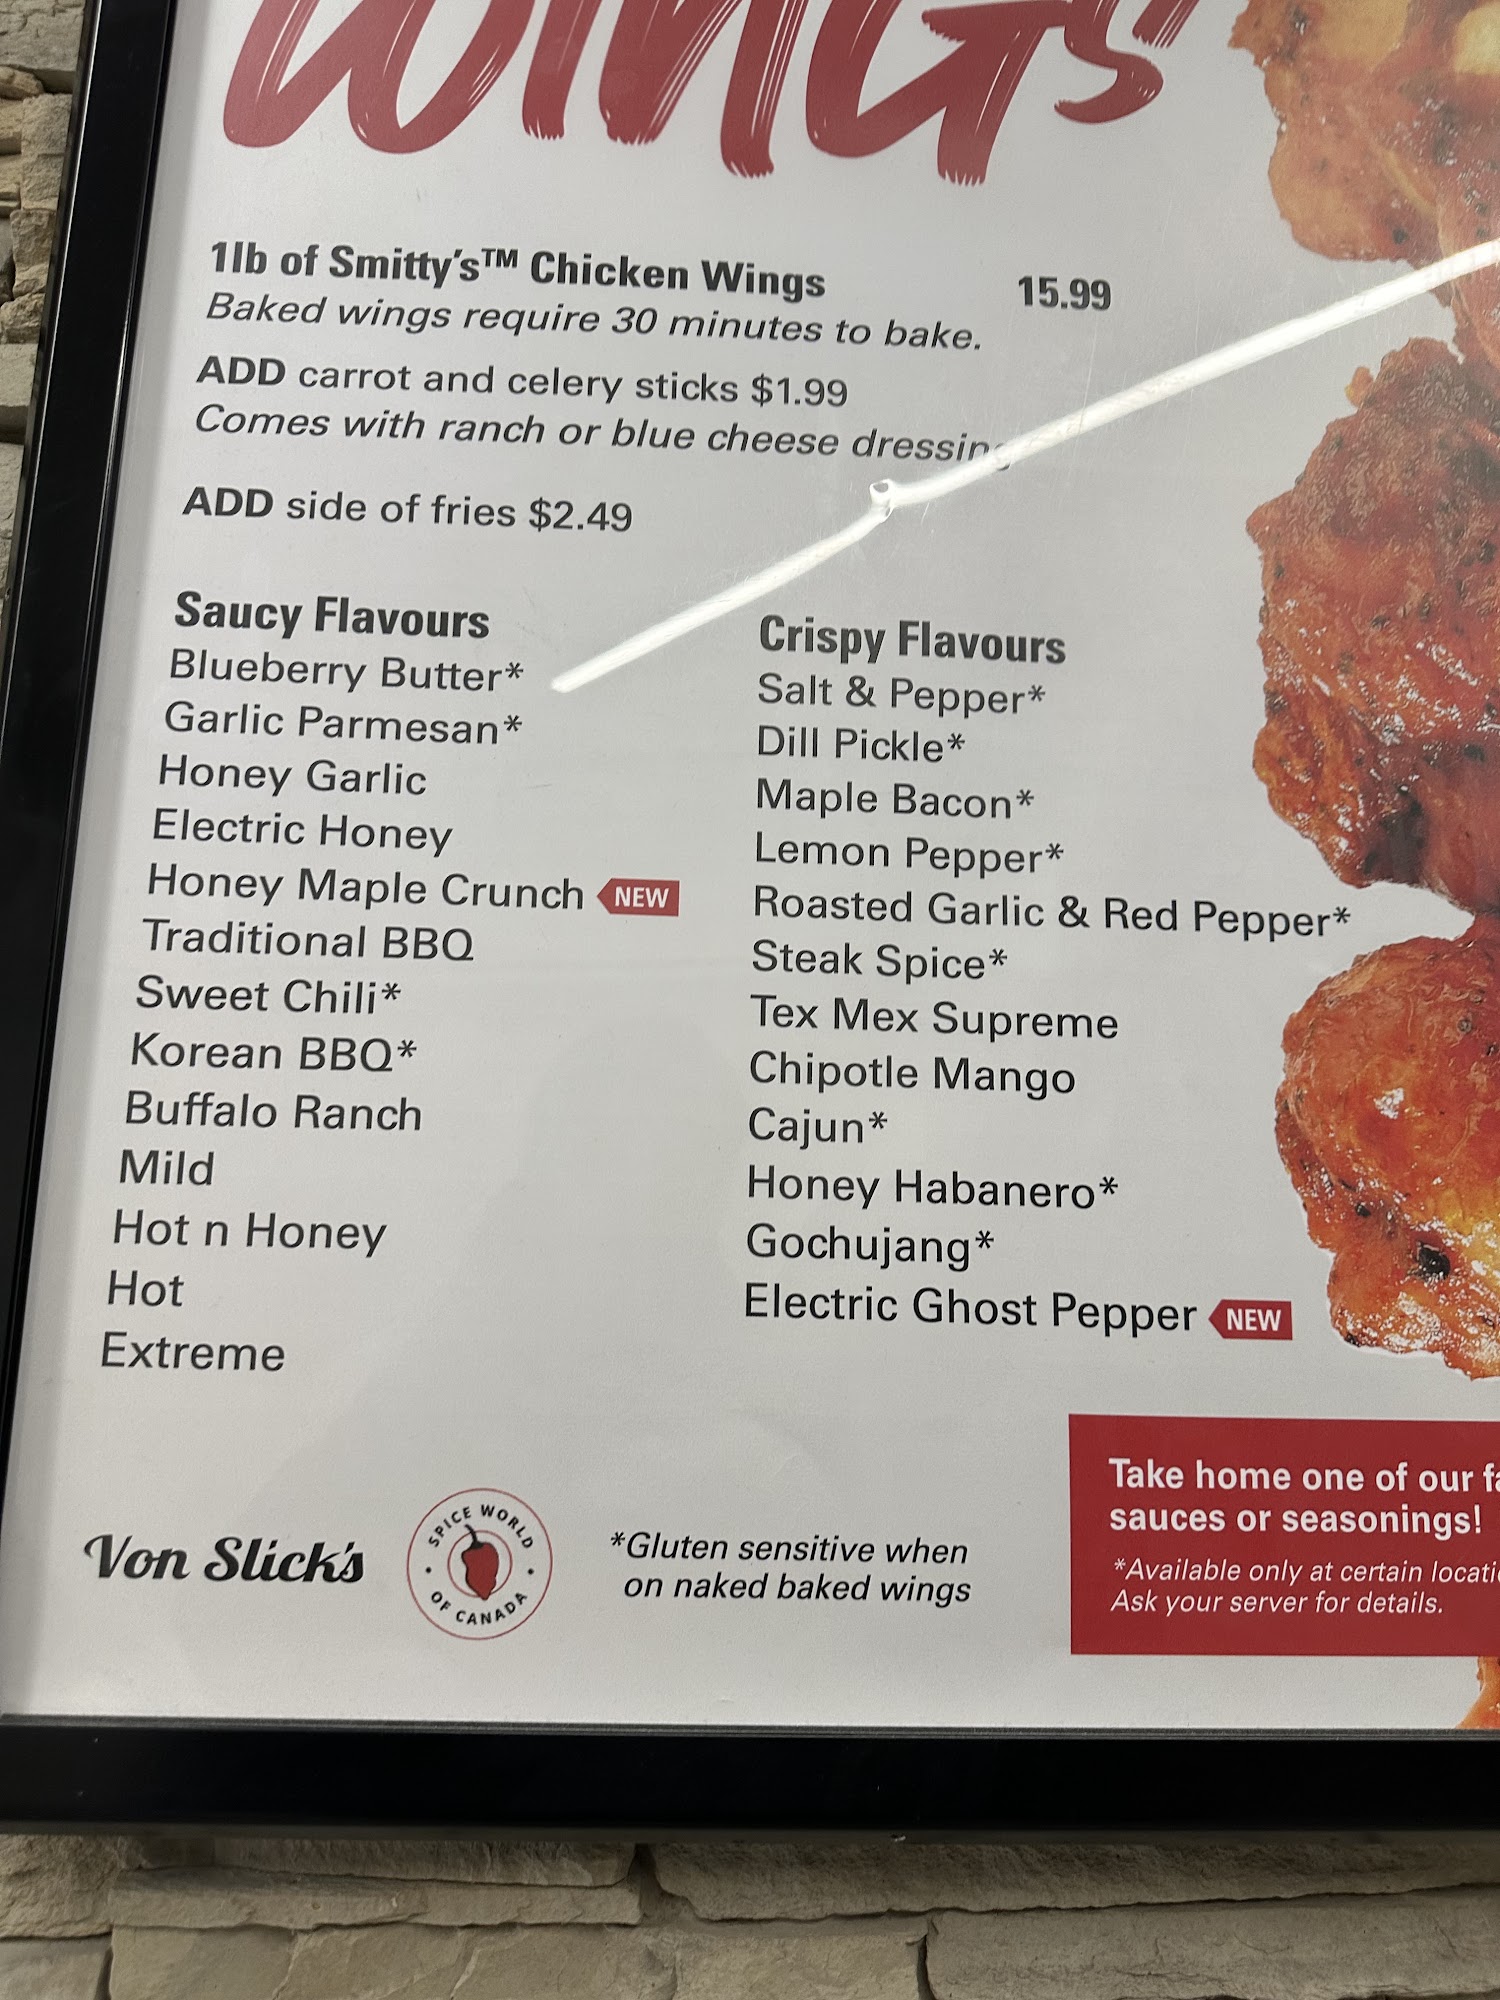 WINGS
1lb of Smitty's™ Chicken Wings 15.99
Baked wings require 30 minutes to bake.
ADD carrot and celery sticks $1.99
Comes with ranch or blue cheese dressing
ADD side of fries $2.49
Saucy Flavours
Blueberry Butter*
Garlic Parmesan*
Honey Garlic
Electric Honey
Honey Maple Crunch NEW
Traditional BBQ
Sweet Chili*
Korean BBQ*
Buffalo Ranch
Mild
Hot n Honey
Hot
Extreme
Crispy Flavours
Salt & Pepper*
Dill Pickle*
Maple Bacon*
Lemon Pepper*
Roasted Garlic & Red Pepper*
Steak Spice*
Tex Mex Supreme
Chipotle Mango
Cajun*
Honey Habanero*
Gochujang*
Electric Ghost Pepper NEW
Von Slick's
SPICE WORLD
OF CANADA
*Gluten sensitive when
on naked baked wings
Take home one of our
sauces or seasonings!
*Available only at certain
Ask your server for details.